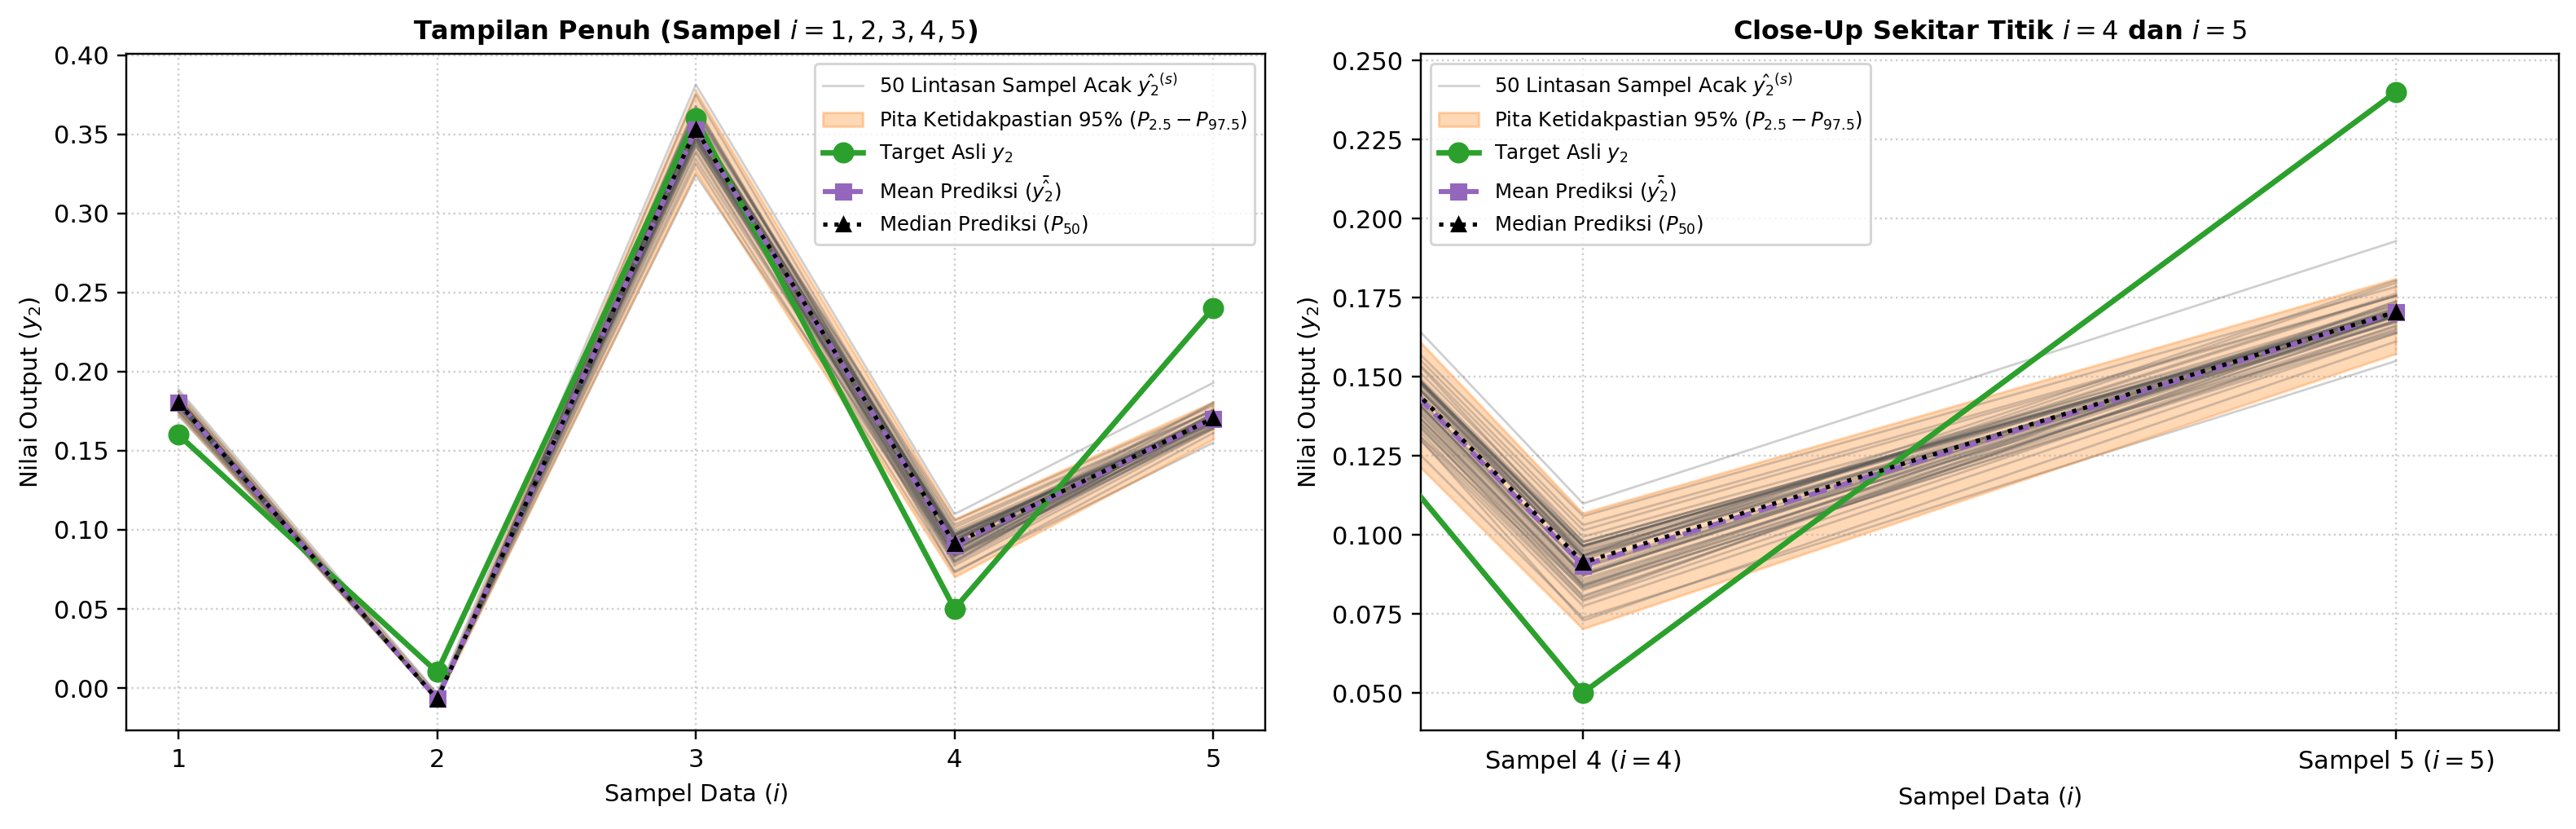 Tampilan Penuh (Sampel i = 1, 2, 3, 4, 5)
Nilai Output (y₂)
0.40
0.35
0.30
0.25
0.20
0.15
0.10
0.05
0.00
50 Lintasan Sampel Acak ŷ₂⁽ˢ⁾
Pita Ketidakpastian 95% (P₂.₅ − P₉₇.₅)
Target Asli y₂
Mean Prediksi (ŷ̄₂)
Median Prediksi (P₅₀)
1 2 3 4 5
Sampel Data (i)
Close-Up Sekitar Titik i = 4 dan i = 5
Nilai Output (y₂)
0.250
0.225
0.200
0.175
0.150
0.125
0.100
0.075
0.050
50 Lintasan Sampel Acak ŷ₂⁽ˢ⁾
Pita Ketidakpastian 95% (P₂.₅ − P₉₇.₅)
Target Asli y₂
Mean Prediksi (ŷ̄₂)
Median Prediksi (P₅₀)
Sampel 4 (i = 4) Sampel 5 (i = 5)
Sampel Data (i)